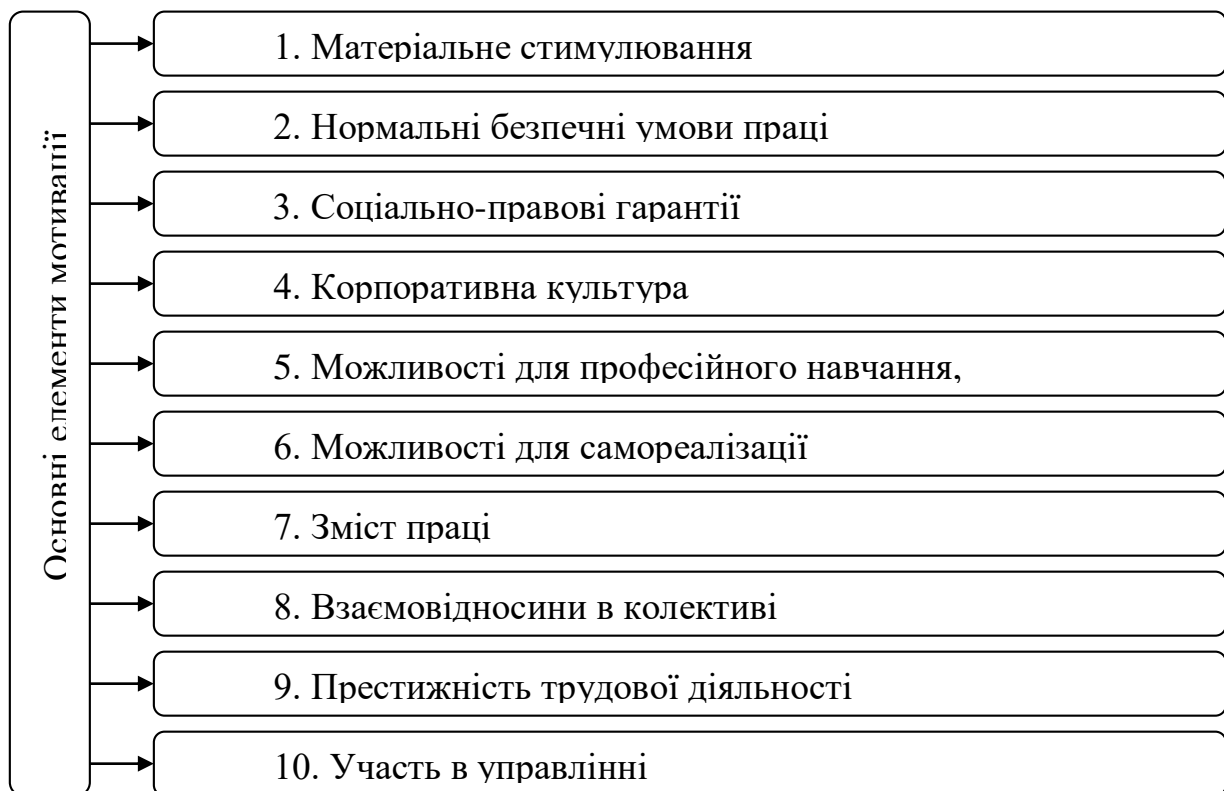 Основні елементи мотивації
1. Матеріальне стимулювання
2. Нормальні безпечні умови праці
3. Соціально-правові гарантії
4. Корпоративна культура
5. Можливості для професійного навчання,
6. Можливості для самореалізації
7. Зміст праці
8. Взаємовідносини в колективі
9. Престижність трудової діяльності
10. Участь в управлінні